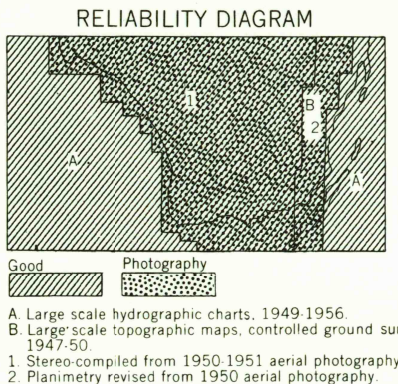 RELIABILITY DIAGRAM
1
B
2
A
A
Good
Photography
A. Large scale hydrographic charts, 1949-1956.
B. Large scale topographic maps, controlled ground
1947-50.
1. Stereo-compiled from 1950-1951 aerial photography
2. Planimetry revised from 1950 aerial photography.